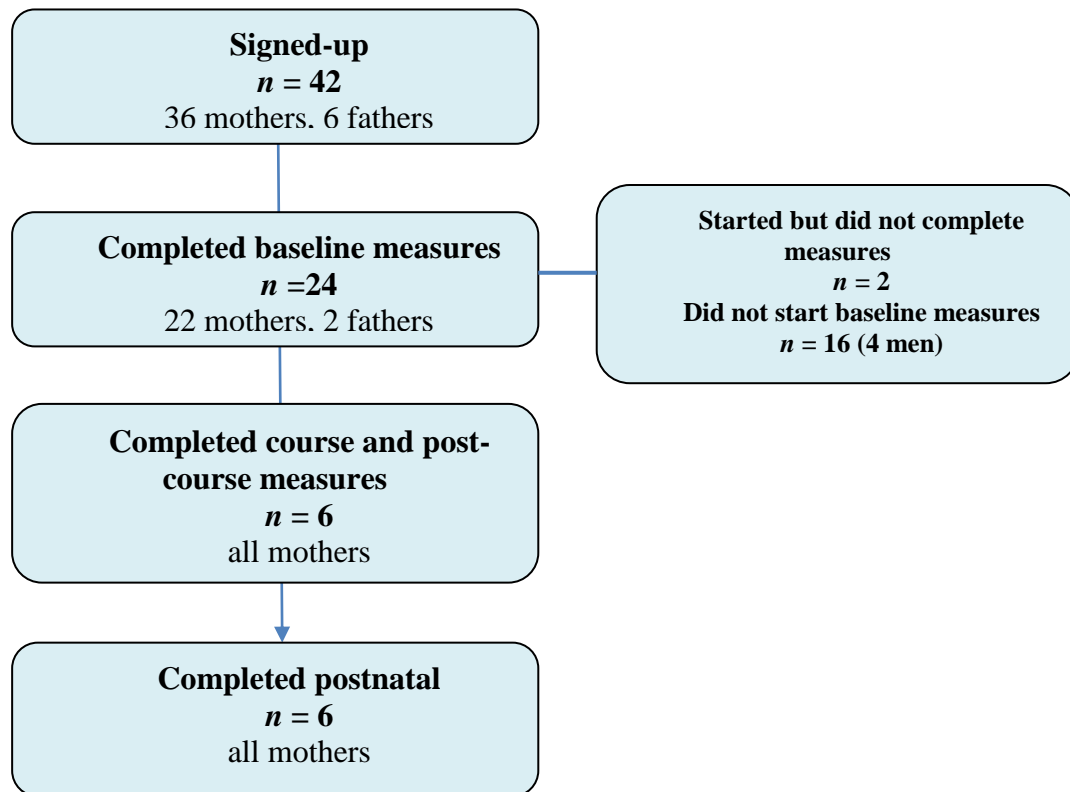 Signed-up
n = 42
36 mothers, 6 fathers
Completed baseline measures
n =24
22 mothers, 2 fathers
Started but did not complete
measures
n = 2
Did not start baseline measures
n = 16 (4 men)
Completed course and post-
course measures
n = 6
all mothers
Completed postnatal
n = 6
all mothers